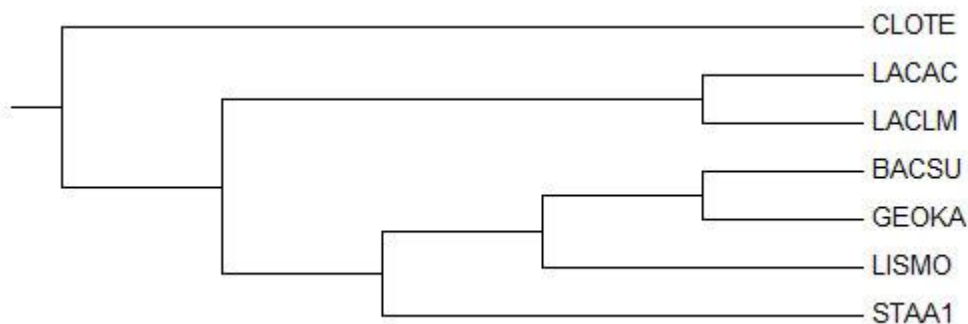 CLOTE
LACAC
LACLM
BACSU
GEOKA
LISMO
STAA1